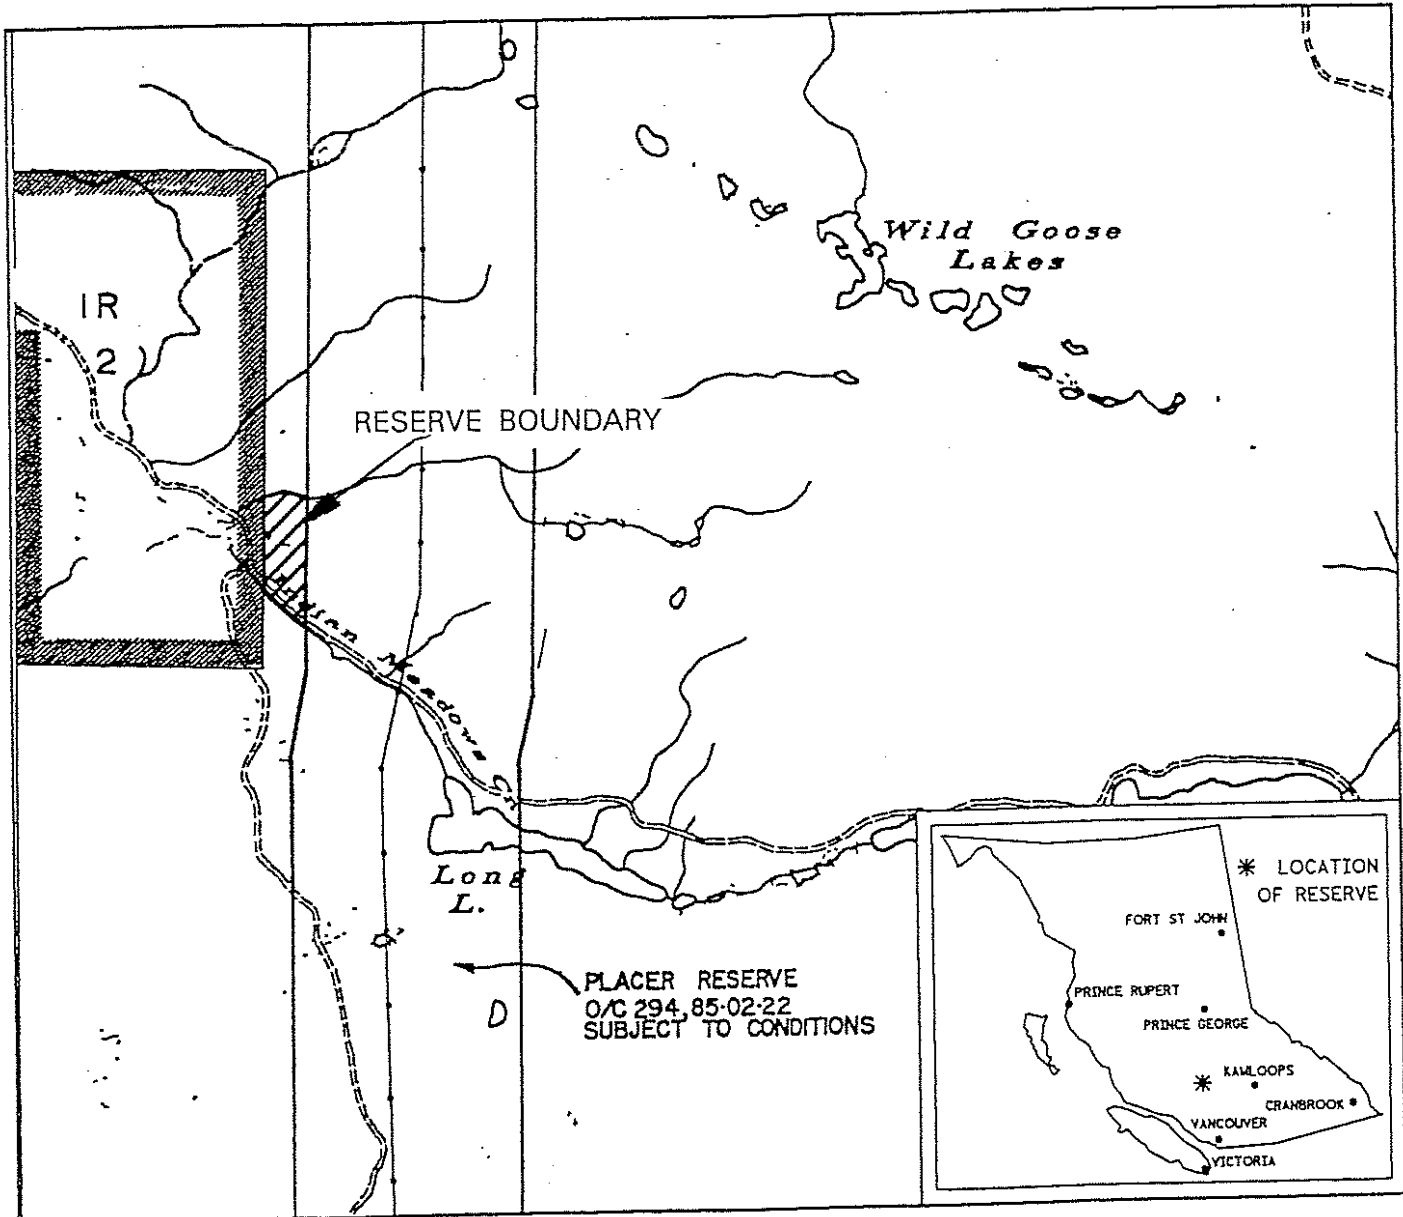 Wild Goose
Lakes
IR
2
RESERVE BOUNDARY
Indian Meadows Cr
Long
L.
PLACER RESERVE
O/C 294, 85·02·22
SUBJECT TO CONDITIONS
D
* LOCATION
OF RESERVE
FORT ST JOHN
PRINCE RUPERT
PRINCE GEORGE
KAMLOOPS
CRANBROOK
VANCOUVER
VICTORIA